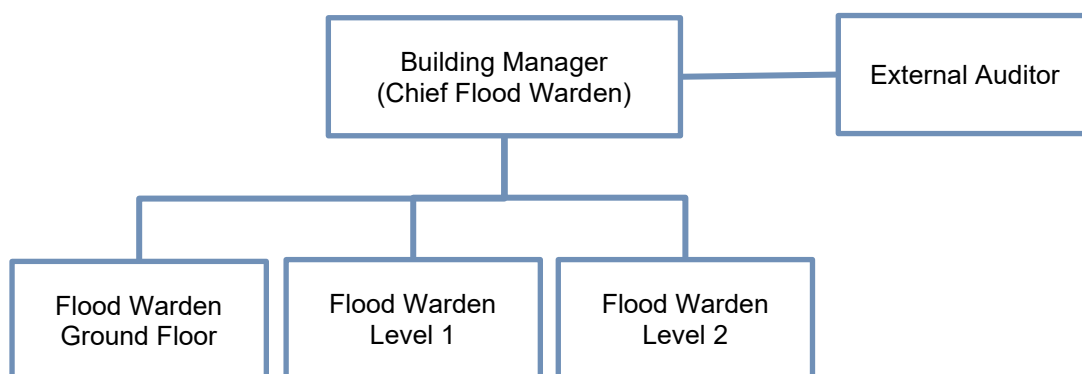 Building Manager
(Chief Flood Warden)
External Auditor
Flood Warden
Ground Floor
Flood Warden
Level 1
Flood Warden
Level 2